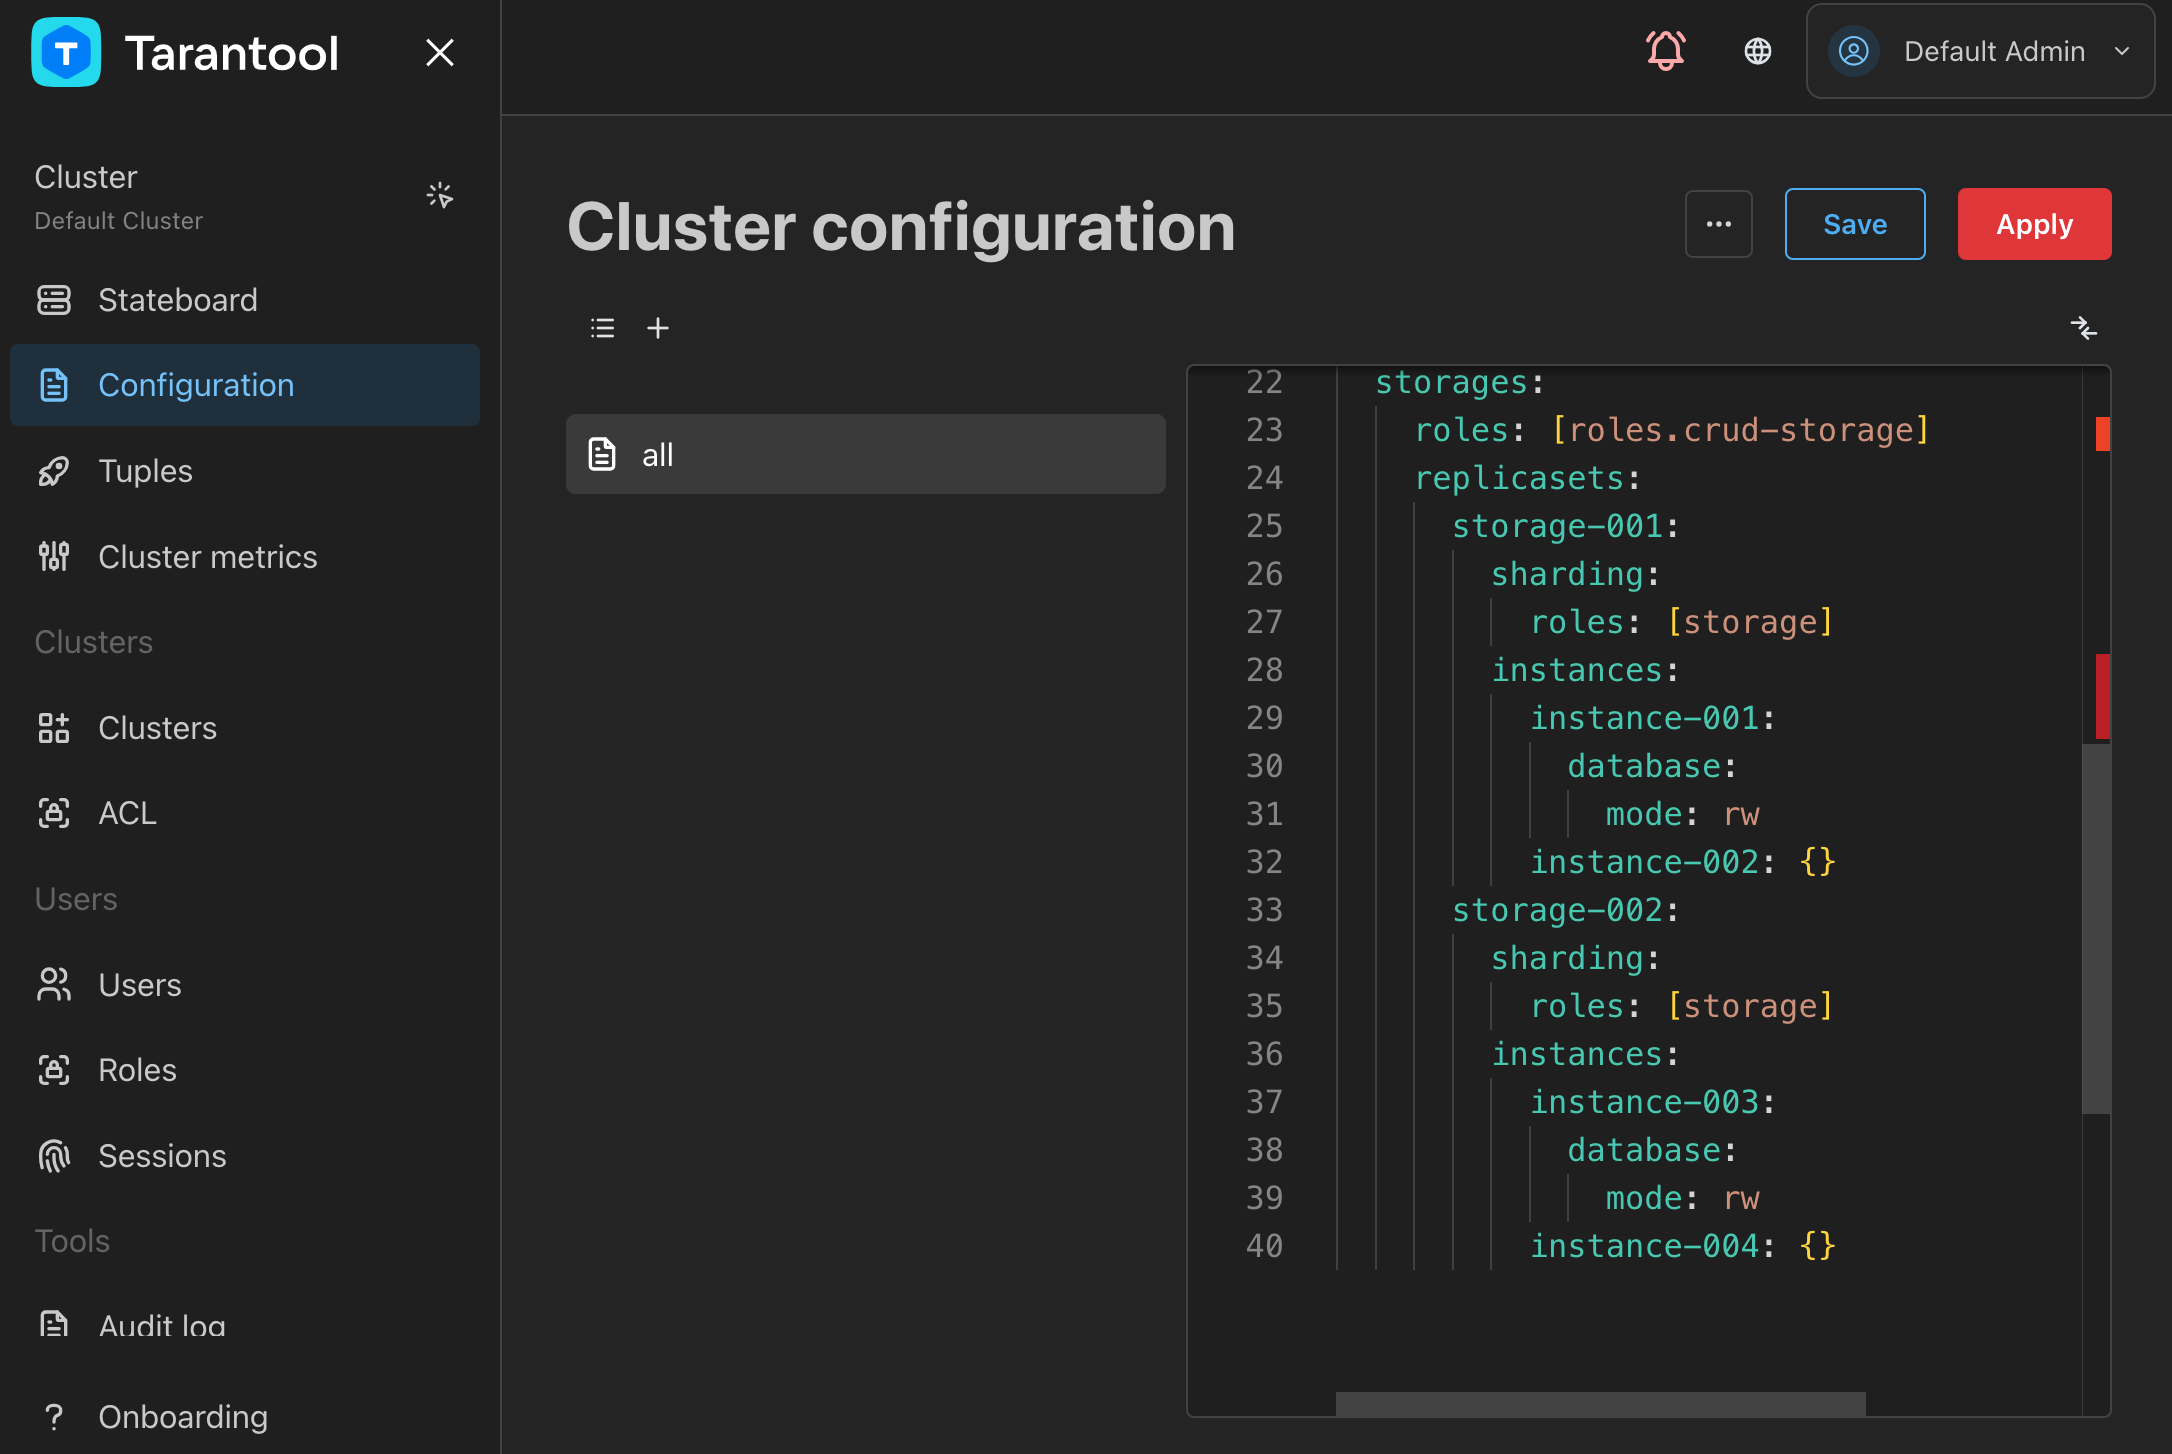 Tarantool
Default Admin
Cluster
Default Cluster
Stateboard
Configuration
Tuples
Cluster metrics
Clusters
Clusters
ACL
Users
Users
Roles
Sessions
Tools
Audit log
Onboarding
Cluster configuration
...
Save
Apply
all
22 storages:
23 roles: [roles.crud-storage]
24 replicasets:
25 storage-001:
26 sharding:
27 roles: [storage]
28 instances:
29 instance-001:
30 database:
31 mode: rw
32 instance-002: {}
33 storage-002:
34 sharding:
35 roles: [storage]
36 instances:
37 instance-003:
38 database:
39 mode: rw
40 instance-004: {}